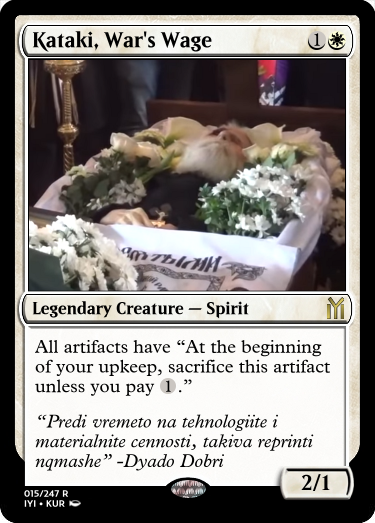 Kataki, War's Wage
1
Legendary Creature — Spirit
All artifacts have “At the beginning
of your upkeep, sacrifice this artifact
unless you pay 1.”
“Predi vremeto na tehnologiite i
materialnite cennosti, takiva reprinti
nqmashe” -Dyado Dobri
015/247 R
IYI • KUR
2/1